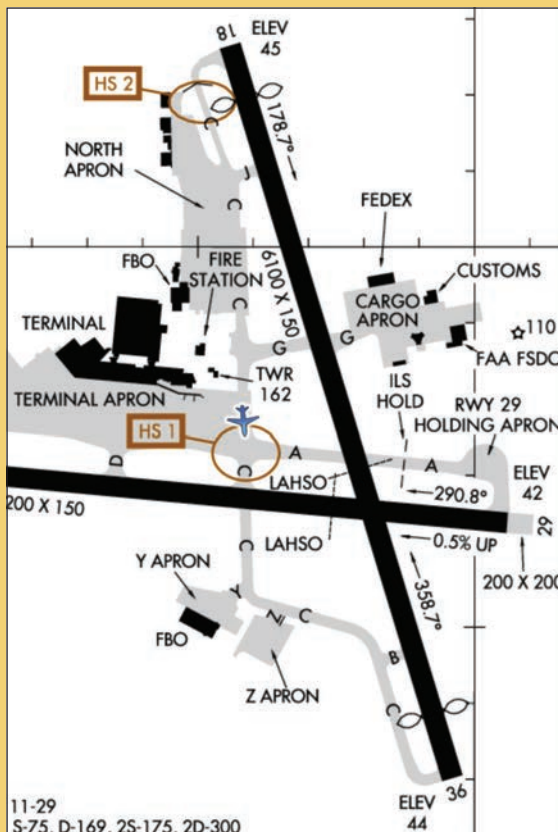 18
ELEV
45
HS 2
C
178.7°
NORTH
APRON
J
C
FEDEX
6100 X 150
FBO
FIRE
STATION
C
CARGO
APRON
CUSTOMS
TERMINAL
G
G
110
FAA FSDO
TWR
162
ILS
HOLD
TERMINAL APRON
RWY 29
HOLDING APRON
HS 1
D
C
A
A
LAHSO
ELEV
42
290.8°
200 X 150
29
LAHSO
C
0.5% UP
200 X 200
Y APRON
Y
Z
C
358.7°
FBO
B
Z APRON
C
36
11-29
S-75, D-169, 2S-175, 2D-300
ELEV
44